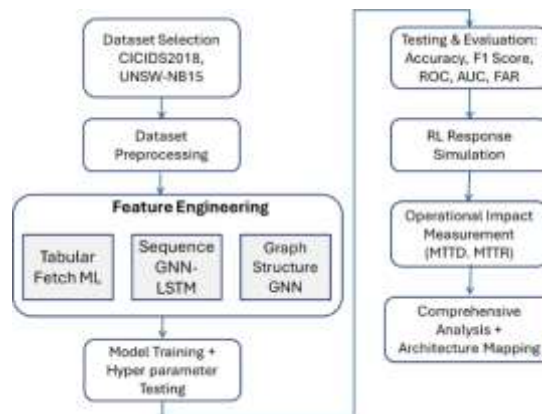 Dataset Selection
CICIDS2018,
UNSW-NB15
Dataset
Preprocessing
Feature Engineering
Tabular
Fetch ML
Sequence
GNN-
LSTM
Graph
Structure
GNN
Model Training +
Hyper parameter
Testing
Testing & Evaluation:
Accuracy, F1 Score,
ROC, AUC, FAR
RL Response
Simulation
Operational Impact
Measurement
(MTTD. MTTR)
Comprehensive
Analysis +
Architecture Mapping